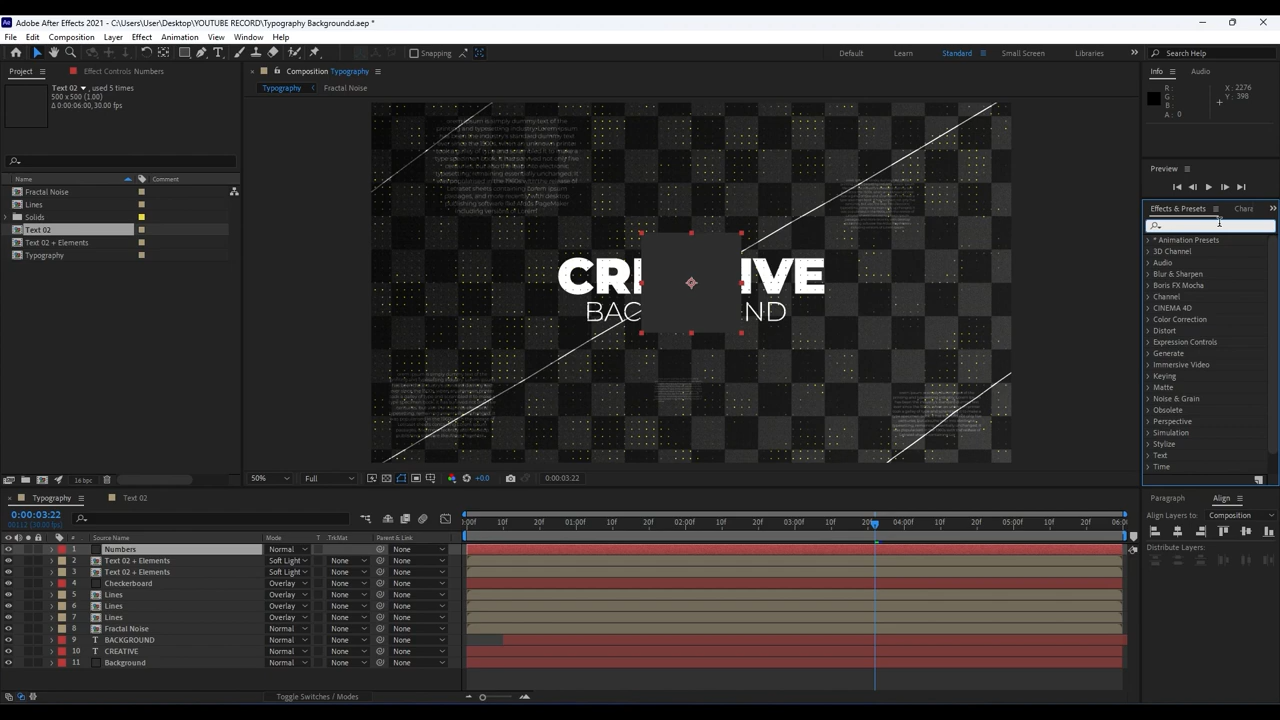 Adobe After Effects 2021 - C:\Users\User\Desktop\YOUTUBE RECORD\Typography Backgroundd.aep *
File Edit Composition Layer Effect Animation View Window Help
Snapping Default Learn Standard Small Screen Libraries Search Help
Project Effect Controls Numbers
Text 02, used 5 times
500 x 500 (1.00)
Δ 0:00:06:00, 30.00 fps
Name Comment
Fractal Noise
Lines
Solids
Text 02
Text 02 + Elements
Typography
16 bpc
Composition Typography
Typography Fractal Noise
CRE IVE
BAC ND
50% Full +0.0 0:00:03:22
Info Audio
R :
G :
B :
A : 0
X : 2276
Y : 398
Preview
Effects & Presets Chara
* Animation Presets
3D Channel
Audio
Blur & Sharpen
Boris FX Mocha
Channel
CINEMA 4D
Color Correction
Distort
Expression Controls
Generate
Immersive Video
Keying
Matte
Noise & Grain
Obsolete
Perspective
Simulation
Stylize
Text
Time
Paragraph Align
Align Layers to: Composition
Distribute Layers:
Typography Text 02
0:00:03:22
00112 (30.00 fps)
# Source Name Mode T TrkMat Parent & Link
:00f 10f 20f 01:00f 10f 20f 02:00f 10f 20f 03:00f 10f 20f 04:00f 10f 20f 05:00f 10f 20f 06:0
1 Numbers Normal None
2 Text 02 + Elements Soft Light None None
3 Text 02 + Elements Soft Light None None
4 Checkerboard Overlay None None
5 Lines Overlay None None
6 Lines Overlay None None
7 Lines Overlay None None
8 Fractal Noise Normal None None
9 T BACKGROUND Normal None None
10 T CREATIVE Normal None None
11 Background Normal None None
Toggle Switches / Modes